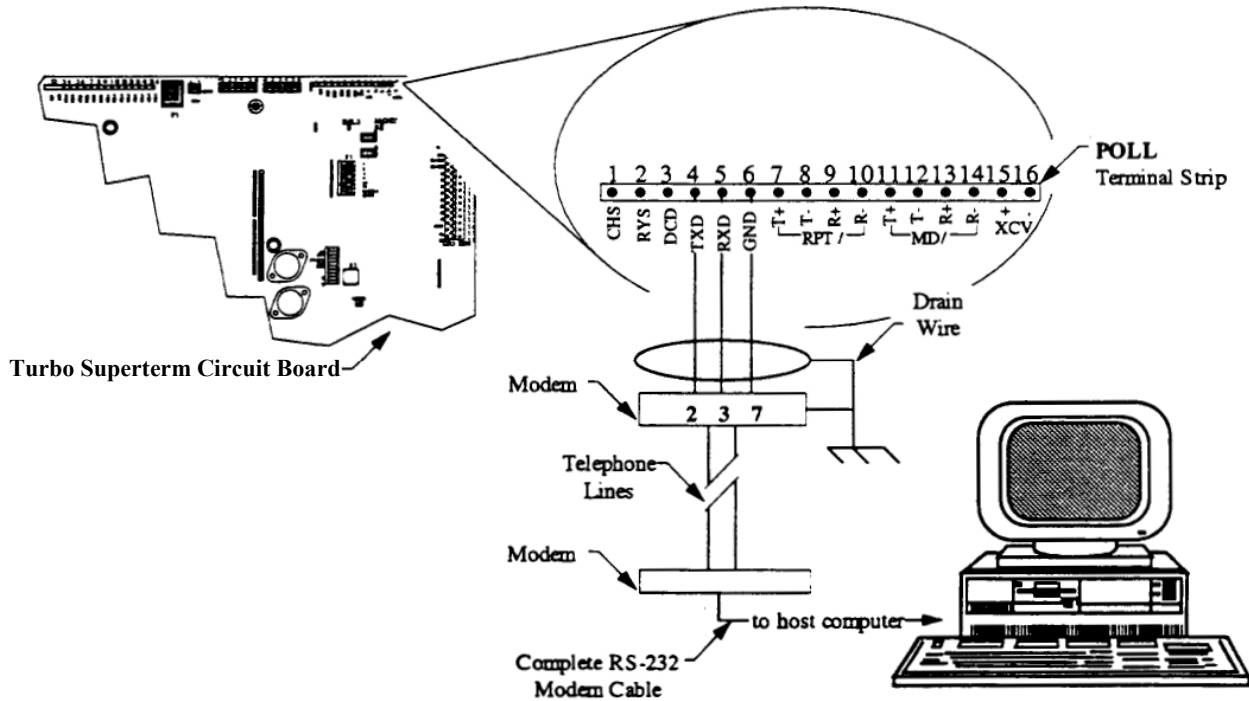 1 2 3 4 5 6 7 8 9 10 11 12 13 14 15 16
POLL
Terminal Strip
CHS RYS DCD TXD RXD GND T+ T- R+ R- T+ T- R+ R- + -
RPT / MD/ XCV
Drain
Wire
Turbo Superterm Circuit Board
Modem
2 3 7
Telephone
Lines
Modem
to host computer
Complete RS-232
Modem Cable